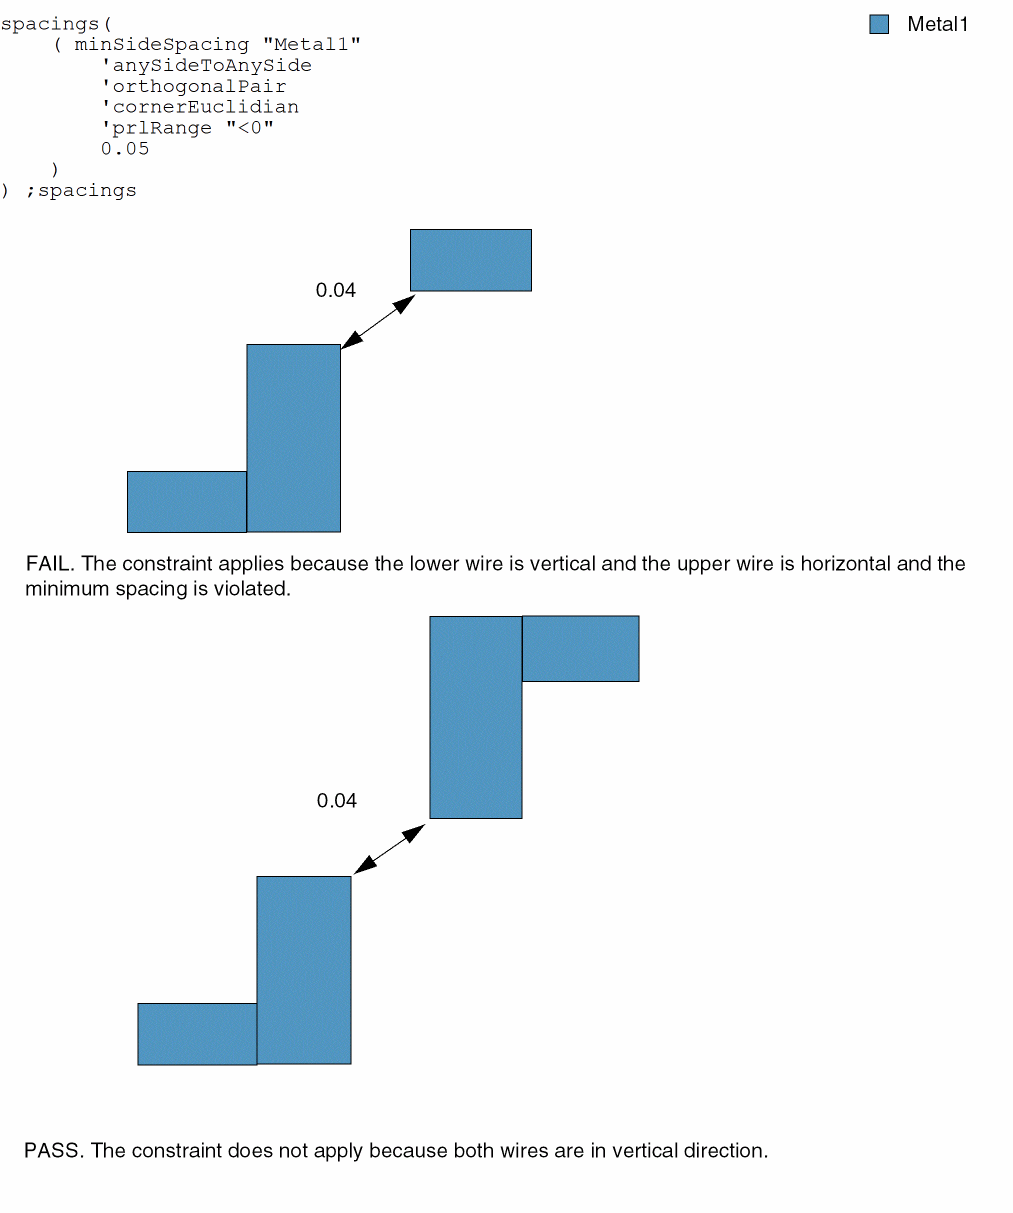 spacings(
    ( minSideSpacing "Metal1"
        'anySideToAnySide
        'orthogonalPair
        'cornerEuclidian
        'prlRange "<0"
        0.05
    )
) ;spacings
Metal1
0.04
FAIL. The constraint applies because the lower wire is vertical and the upper wire is horizontal and the
minimum spacing is violated.
0.04
PASS. The constraint does not apply because both wires are in vertical direction.